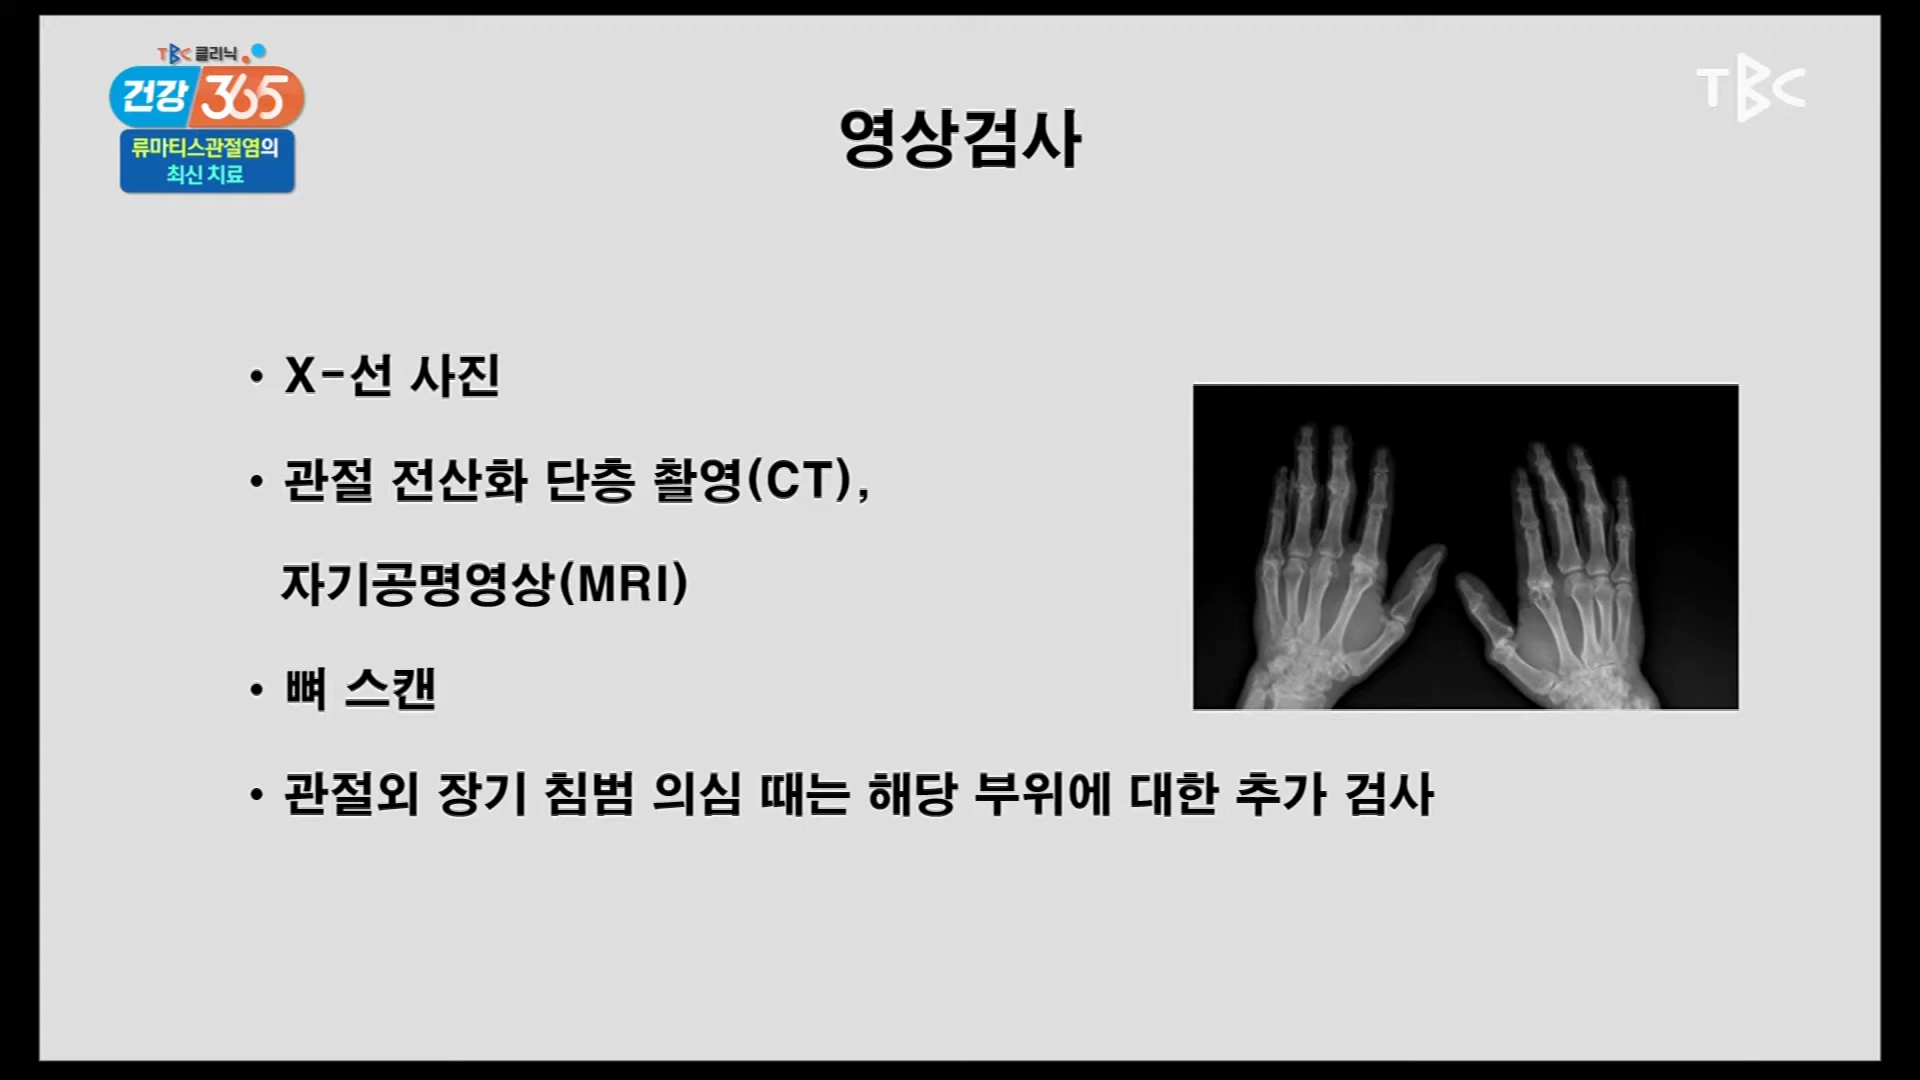 TBC 클리닉
건강 365
류마티스관절염의
최신 치료
TBC
영상검사
• X-선 사진
• 관절 전산화 단층 촬영(CT),
자기공명영상(MRI)
• 뼈 스캔
• 관절외 장기 침범 의심 때는 해당 부위에 대한 추가 검사